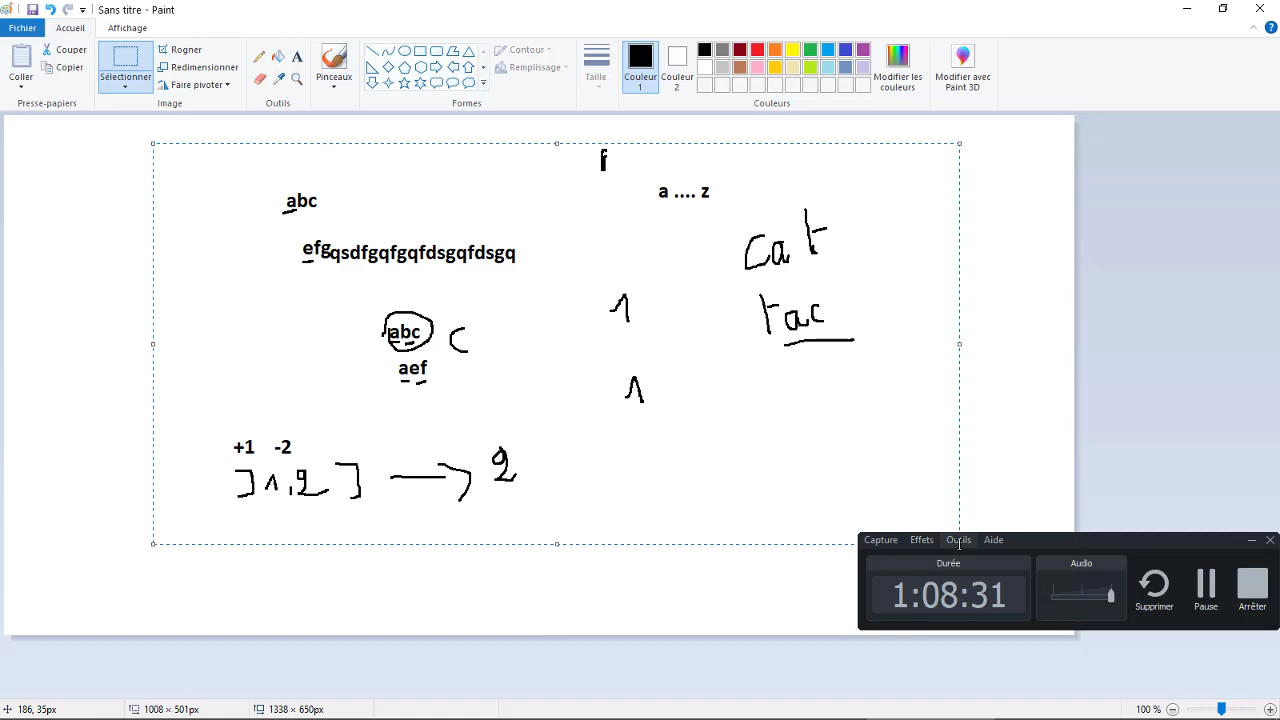 Sans titre - Paint
Fichier Accueil Affichage
Coller
Couper
Copier
Presse-papiers
Sélectionner
Rogner
Redimensionner
Faire pivoter
Image
A
Outils
Pinceaux
Contour
Remplissage
Formes
Taille
Couleur 1
Couleur 2
Modifier les couleurs
Couleurs
Modifier avec Paint 3D
f
a .... z
abc
cat
efgqsdfgqfgqfdsgqfdsgq
1
tac
abc c
aef
1
+1 -2
]1,2] → 2
Capture Effets Outils Aide
Durée
1:08:31
Audio
Supprimer
Pause
Arrêter
186, 35px
1008 × 501px
1338 × 650px
100 %